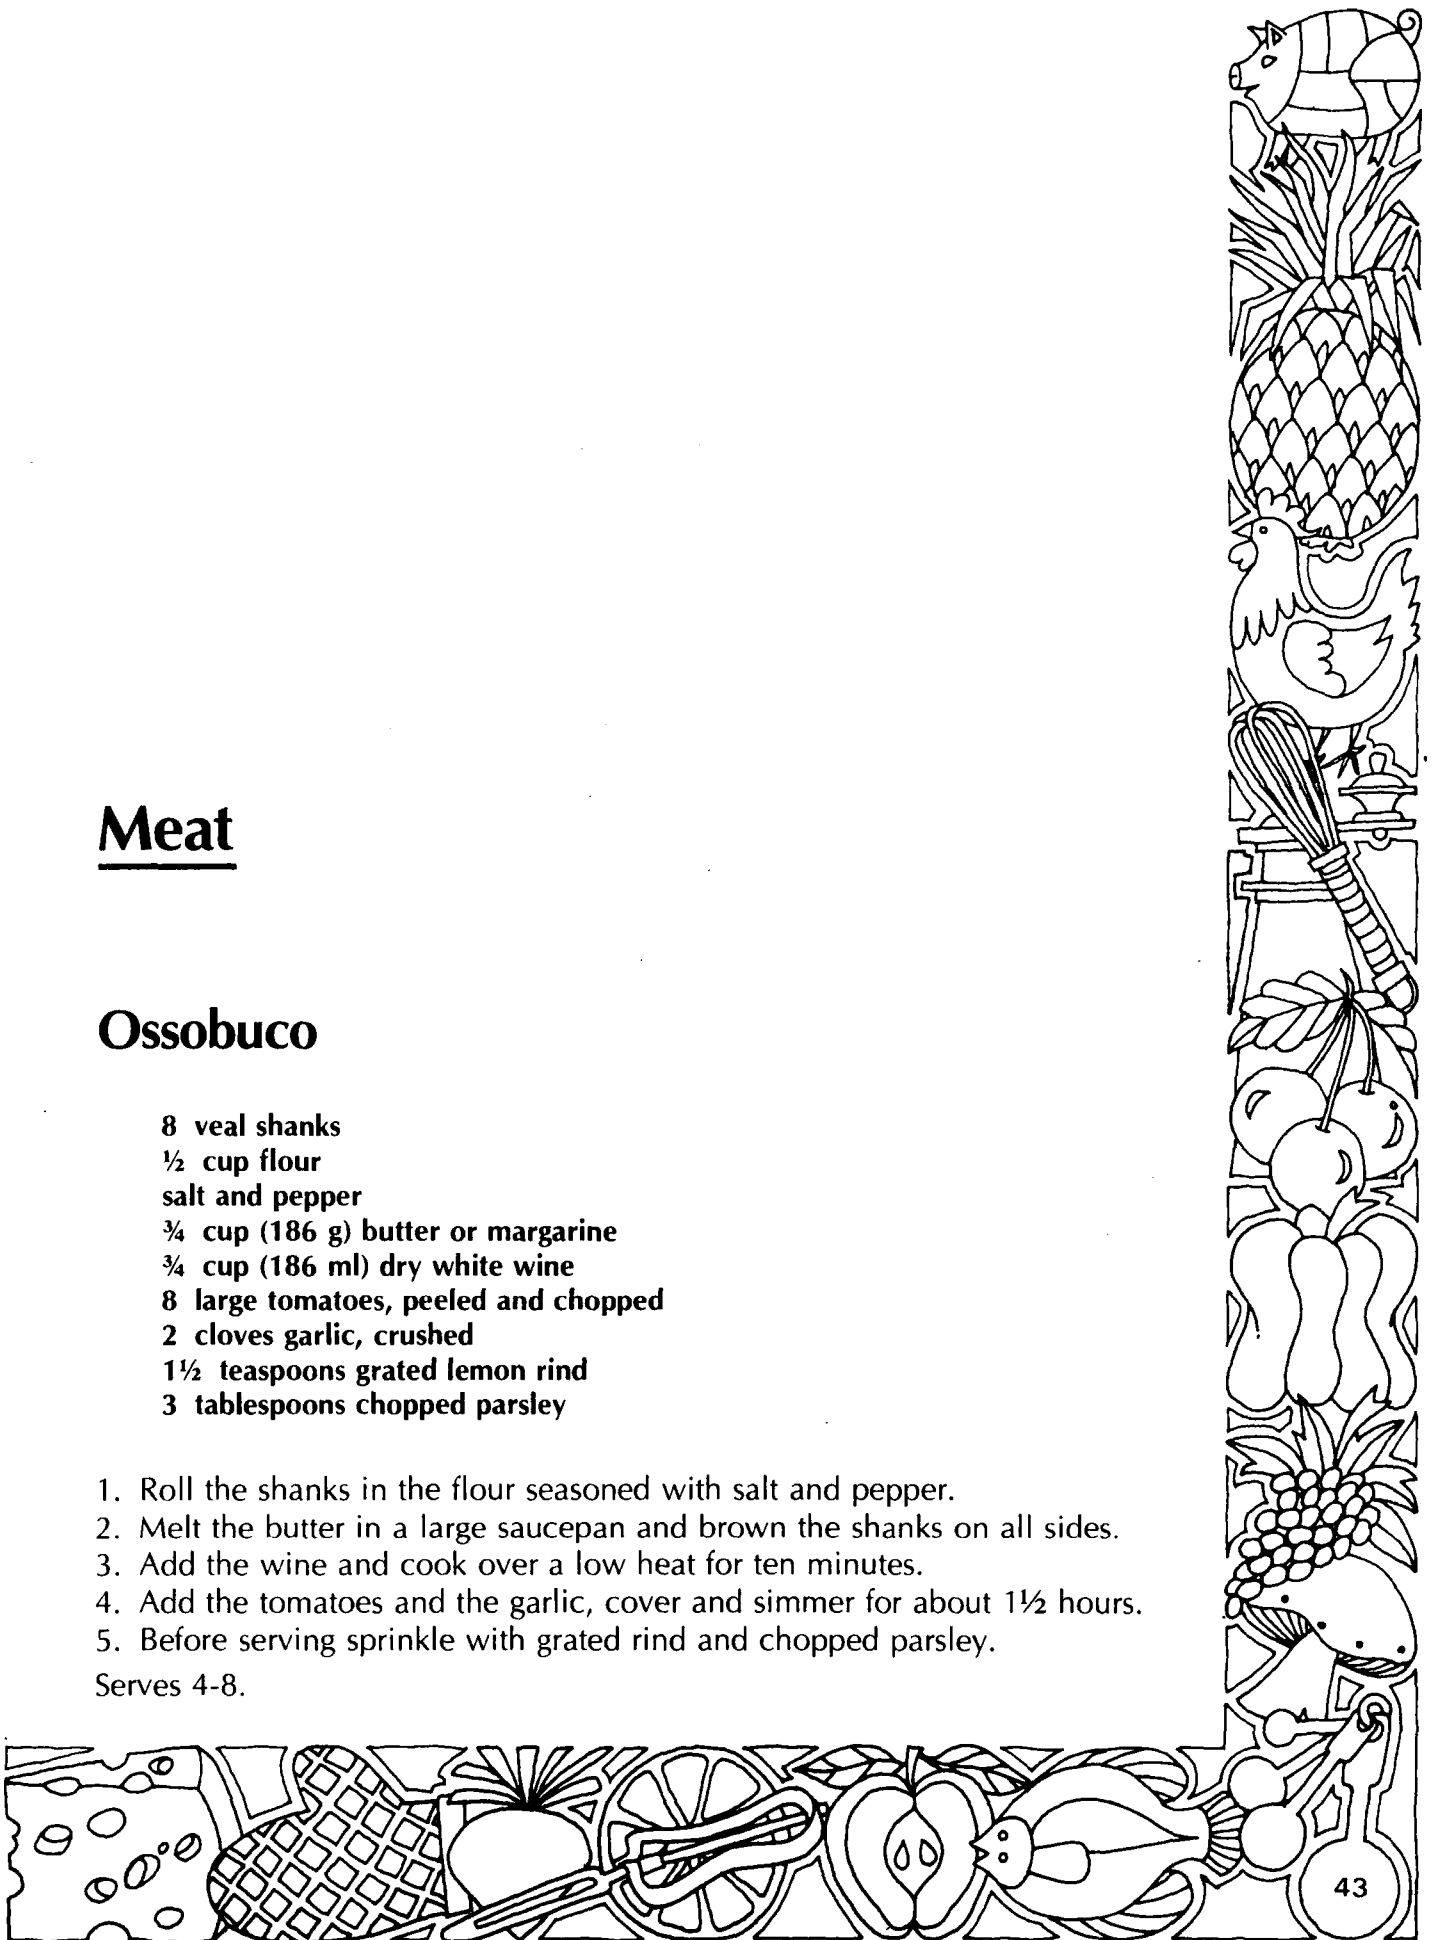 Meat
Ossobuco
8 veal shanks
½ cup flour
salt and pepper
¾ cup (186 g) butter or margarine
¾ cup (186 ml) dry white wine
8 large tomatoes, peeled and chopped
2 cloves garlic, crushed
1½ teaspoons grated lemon rind
3 tablespoons chopped parsley
1. Roll the shanks in the flour seasoned with salt and pepper.
2. Melt the butter in a large saucepan and brown the shanks on all sides.
3. Add the wine and cook over a low heat for ten minutes.
4. Add the tomatoes and the garlic, cover and simmer for about 1½ hours.
5. Before serving sprinkle with grated rind and chopped parsley.
Serves 4-8.
43